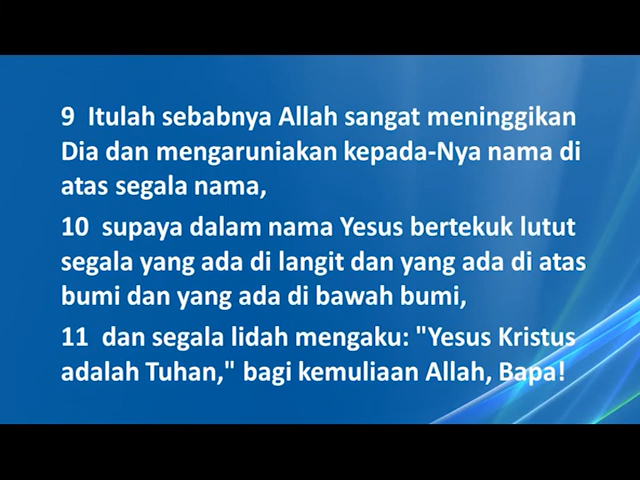 9  Itulah sebabnya Allah sangat meninggikan
Dia dan mengaruniakan kepada-Nya nama di
atas segala nama,
10  supaya dalam nama Yesus bertekuk lutut
segala yang ada di langit dan yang ada di atas
bumi dan yang ada di bawah bumi,
11  dan segala lidah mengaku: "Yesus Kristus
adalah Tuhan," bagi kemuliaan Allah, Bapa!